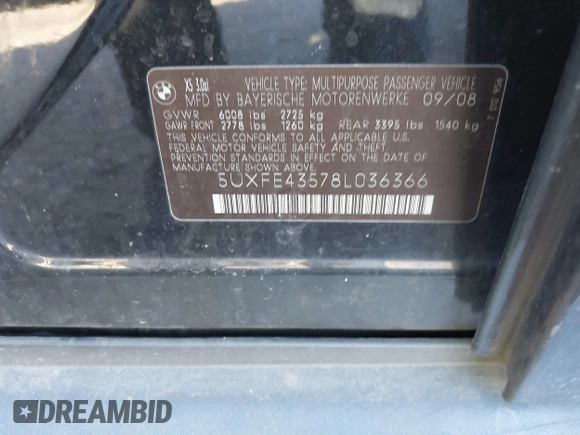 BMW
X5 3.0si
VEHICLE TYPE: MULTIPURPOSE PASSENGER VEHICLE
MFD BY BAYERISCHE MOTORENWERKE 09/08
GVWR 6008 lbs 2725 kg
GAWR FRONT 2778 lbs 1260 kg REAR 3395 lbs 1540 kg
THIS VEHICLE CONFORMS TO ALL APPLICABLE U.S.
FEDERAL MOTOR VEHICLE SAFETY, BUMPER, AND THEFT
PREVENTION STANDARDS IN EFFECT ON THE DATE OF
MANUFACTURE SHOWN ABOVE.
5UXFE43578L036366
DREAMBID